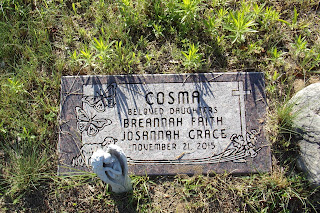 COSMA
BELOVED DAUGHTERS
BREANNAH FAITH
JOSANNAH GRACE
NOVEMBER 21, 2015